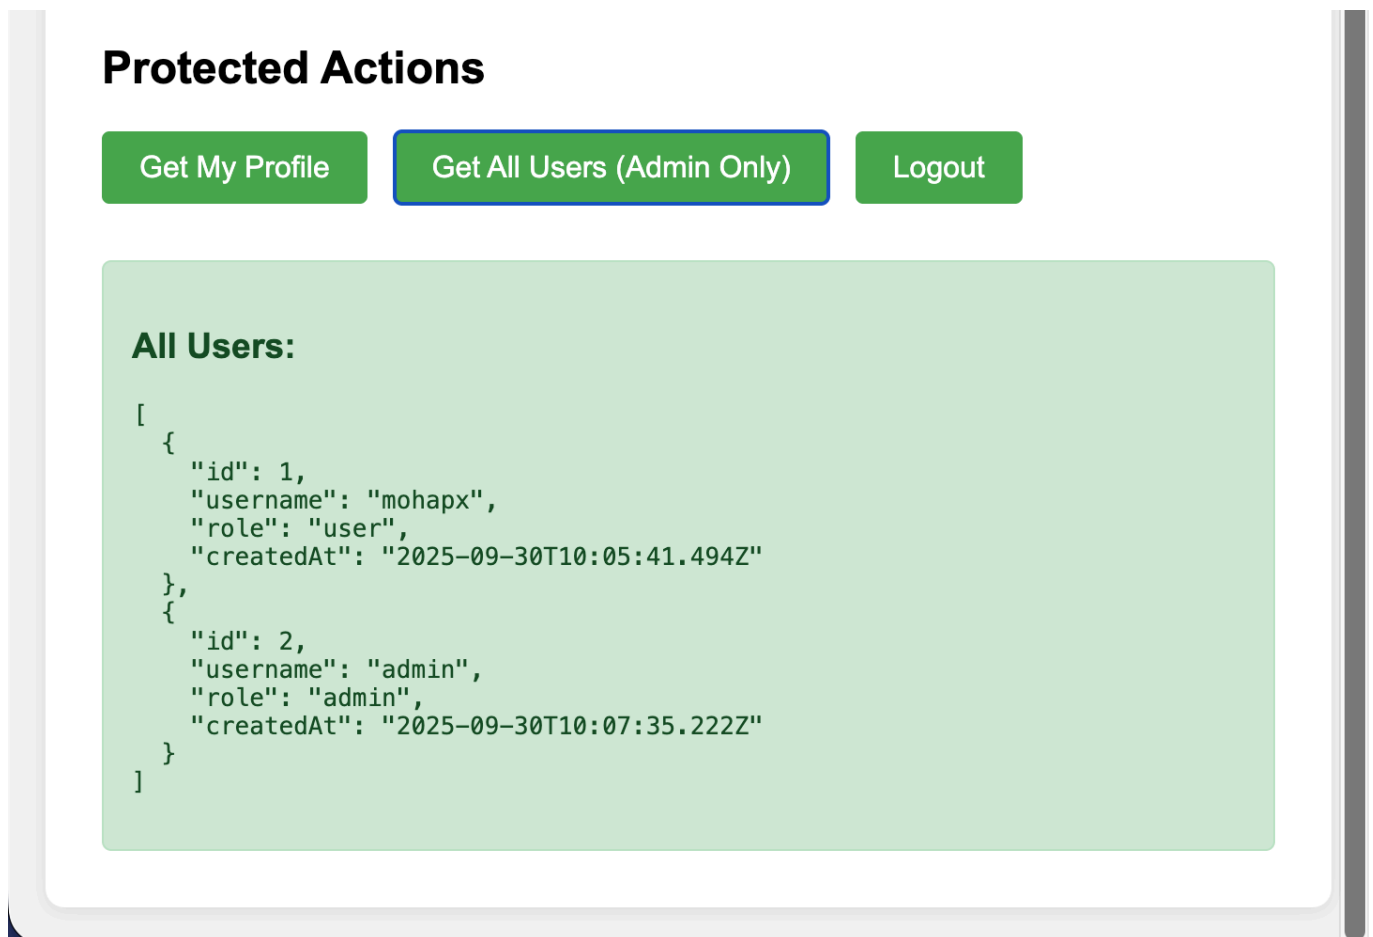 Protected Actions
Get My Profile
Get All Users (Admin Only)
Logout
All Users:
[
  {
    "id": 1,
    "username": "mohapx",
    "role": "user",
    "createdAt": "2025-09-30T10:05:41.494Z"
  },
  {
    "id": 2,
    "username": "admin",
    "role": "admin",
    "createdAt": "2025-09-30T10:07:35.222Z"
  }
]